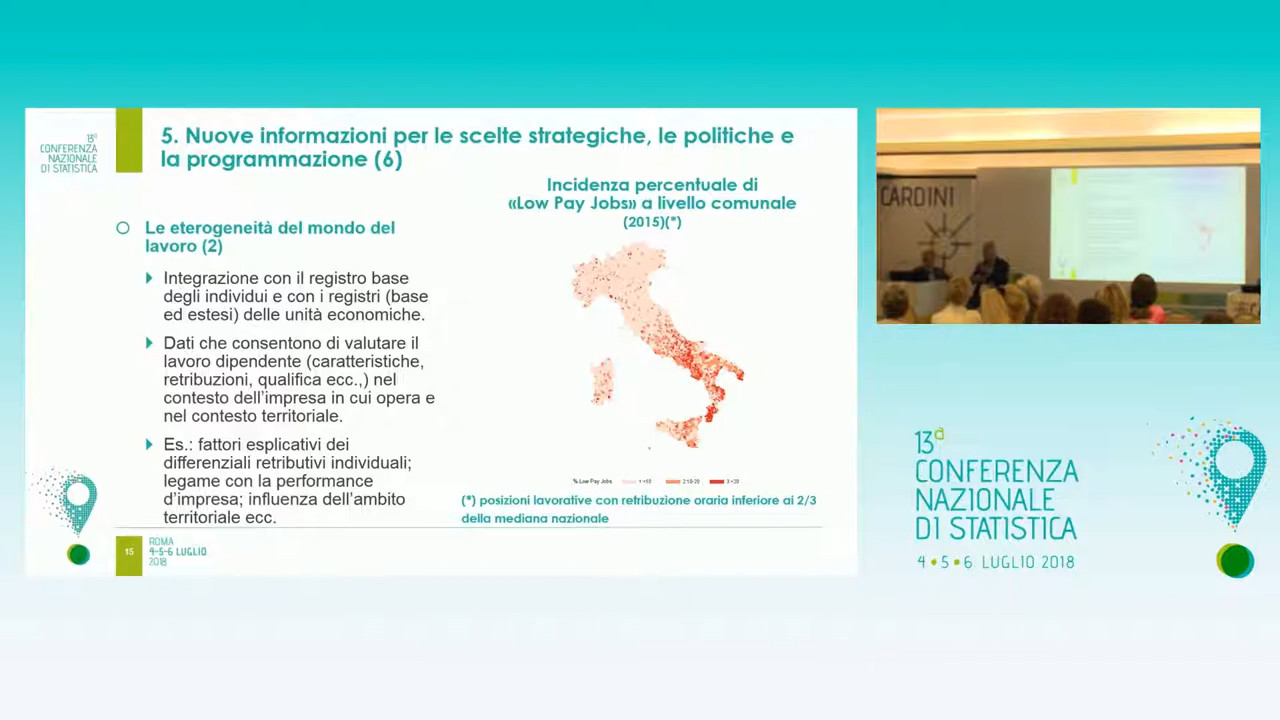 13ª
CONFERENZA
NAZIONALE
DI STATISTICA
5. Nuove informazioni per le scelte strategiche, le politiche e
la programmazione (6)
Le eterogeneità del mondo del
lavoro (2)
Integrazione con il registro base
degli individui e con i registri (base
ed estesi) delle unità economiche.
Dati che consentono di valutare il
lavoro dipendente (caratteristiche,
retribuzioni, qualifica ecc.,) nel
contesto dell'impresa in cui opera e
nel contesto territoriale.
Es.: fattori esplicativi dei
differenziali retributivi individuali;
legame con la performance
d'impresa; influenza dell'ambito
territoriale ecc.
Incidenza percentuale di
«Low Pay Jobs» a livello comunale
(2015)(*)
% Low Pay Jobs
(*) posizioni lavorative con retribuzione oraria inferiore ai 2/3
della mediana nazionale
15
ROMA
4-5-6 LUGLIO
2018
CARDINI
13ª
CONFERENZA
NAZIONALE
DI STATISTICA
4•5•6 LUGLIO 2018